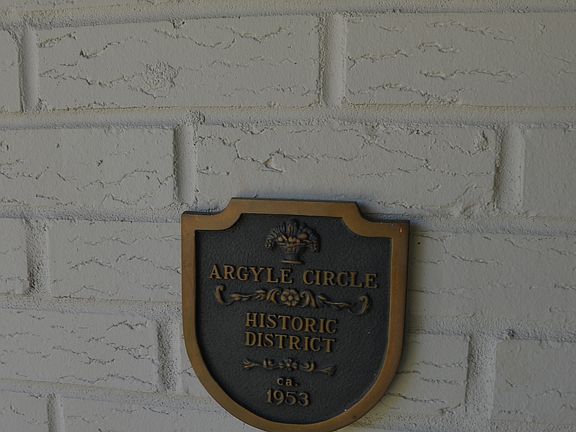 ARGYLE CIRCLE
HISTORIC
DISTRICT
ca.
1953